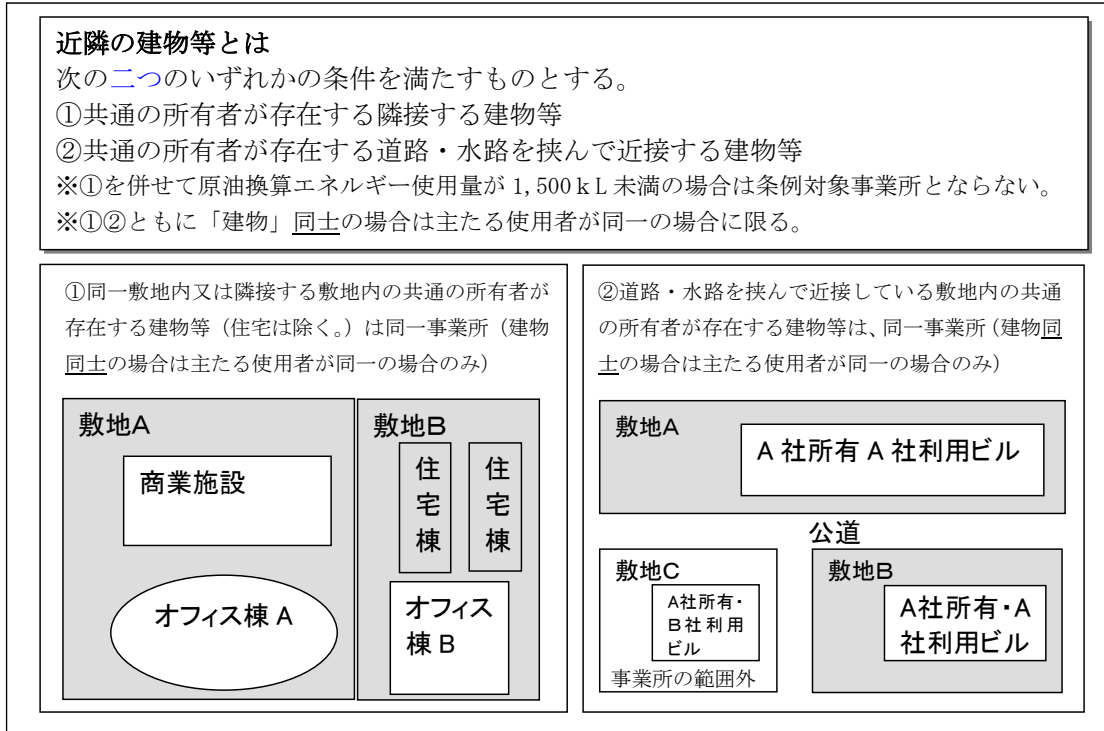 近隣の建物等とは
次の二つのいずれかの条件を満たすものとする。
①共通の所有者が存在する隣接する建物等
②共通の所有者が存在する道路・水路を挟んで近接する建物等
※①を併せて原油換算エネルギー使用量が 1,500ｋL 未満の場合は条例対象事業所とならない。
※①②ともに「建物」同士の場合は主たる使用者が同一の場合に限る。
①同一敷地内又は隣接する敷地内の共通の所有者が
存在する建物等（住宅は除く。）は同一事業所（建物
同士の場合は主たる使用者が同一の場合のみ）
敷地A
商業施設
オフィス棟 A
敷地B
住宅棟
住宅棟
オフィス
棟 B
②道路・水路を挟んで近接している敷地内の共通
の所有者が存在する建物等は、同一事業所（建物同
士の場合は主たる使用者が同一の場合のみ）
敷地A
A 社所有 A 社利用ビル
公道
敷地C
A社所有・
B社利用
ビル
事業所の範囲外
敷地B
A社所有・A
社利用ビル